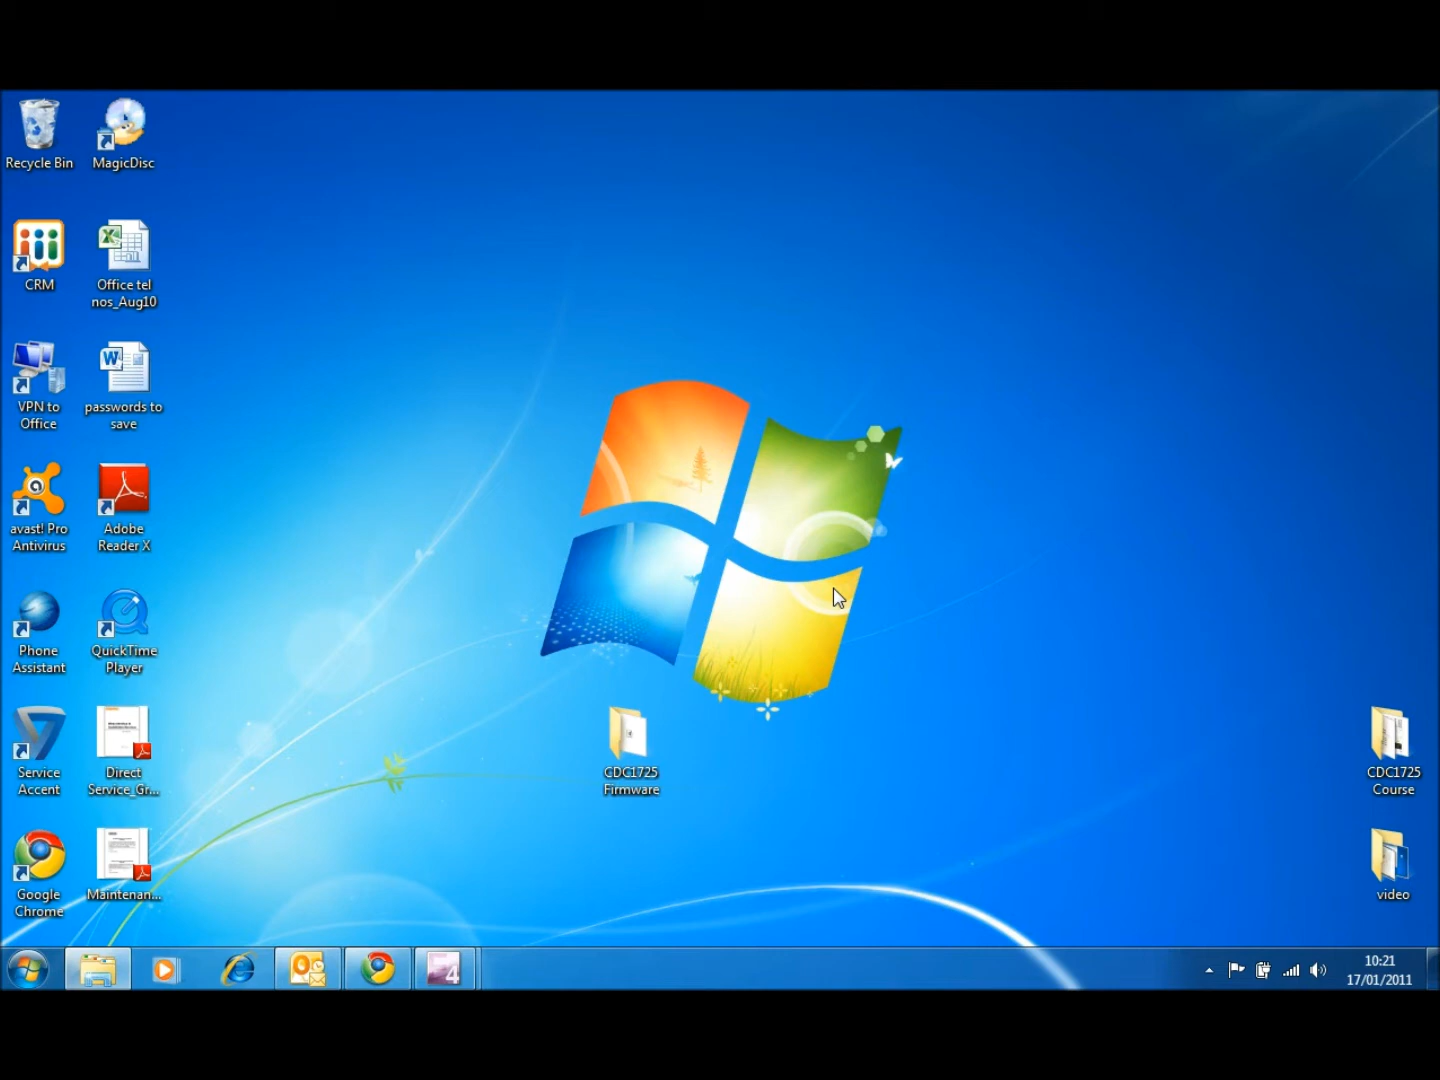 Recycle Bin
MagicDisc
CRM
Office tel
nos_Aug10
VPN to
Office
passwords to
save
avast! Pro
Antivirus
Adobe
Reader X
Phone
Assistant
QuickTime
Player
Service
Accent
Direct
Service_Gr...
Google
Chrome
Maintenan...
CDC1725
Firmware
CDC1725
Course
video
4
10:21
17/01/2011